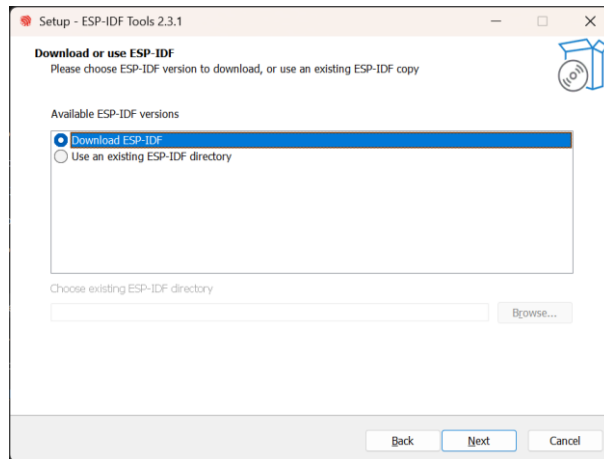 Setup - ESP-IDF Tools 2.3.1
Download or use ESP-IDF
Please choose ESP-IDF version to download, or use an existing ESP-IDF copy
Available ESP-IDF versions
Download ESP-IDF
Use an existing ESP-IDF directory
Choose existing ESP-IDF directory
Browse...
Back
Next
Cancel